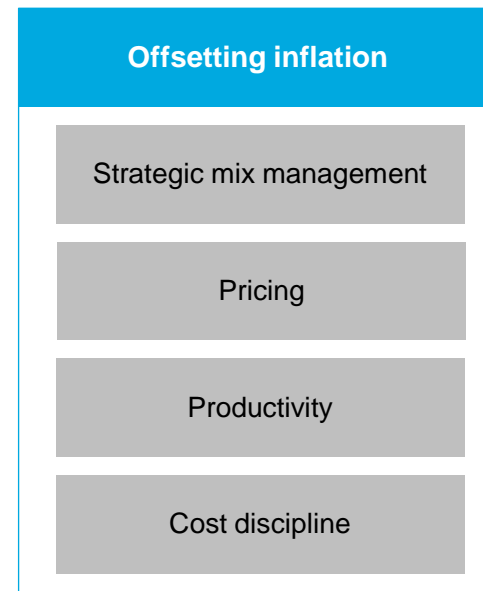 Offsetting inflation
Strategic mix management
Pricing
Productivity
Cost discipline